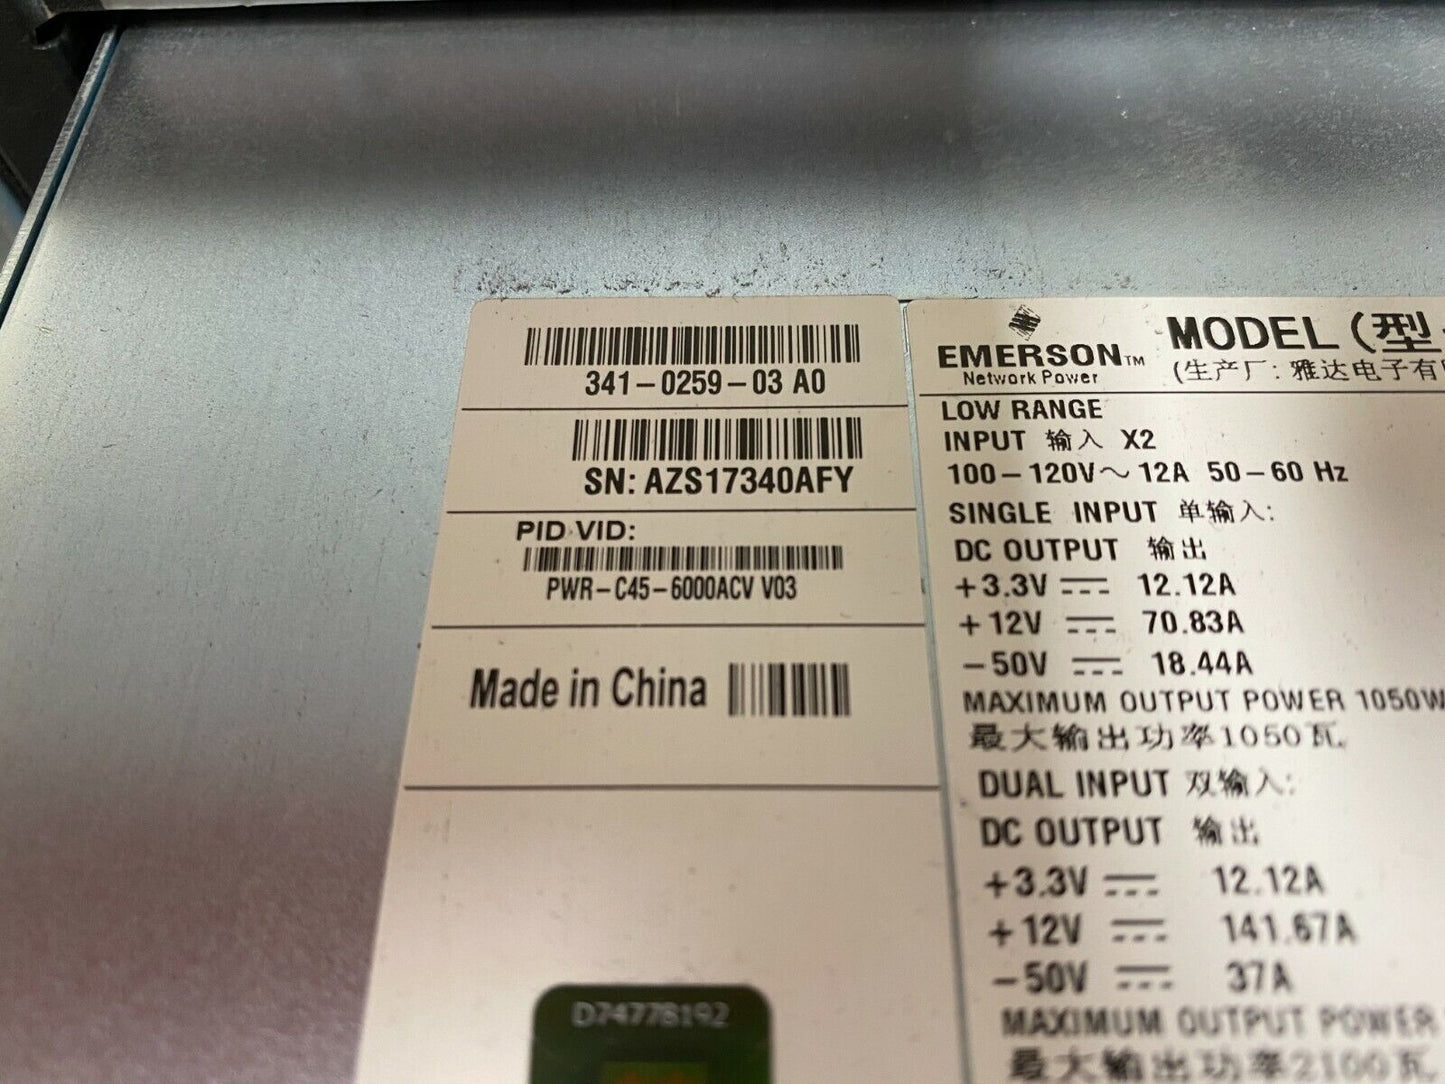 341-0259-03 A0
SN: AZS17340AFY
PID VID:
PWR-C45-6000ACV V03
Made in China
D7477B192
EMERSON™
Network Power
MODEL (型
(生产厂: 雅达电子有
LOW RANGE
INPUT 输入 X2
100-120V～ 12A 50-60 Hz
SINGLE INPUT 单输入:
DC OUTPUT 输出
+3.3V ⎓ 12.12A
+12V ⎓ 70.83A
-50V ⎓ 18.44A
MAXIMUM OUTPUT POWER 1050W
最大输出功率1050瓦
DUAL INPUT 双输入:
DC OUTPUT 输出
+3.3V ⎓ 12.12A
+12V ⎓ 141.67A
-50V ⎓ 37A
MAXIMUM OUTPUT POWER
最大输出功率2100瓦